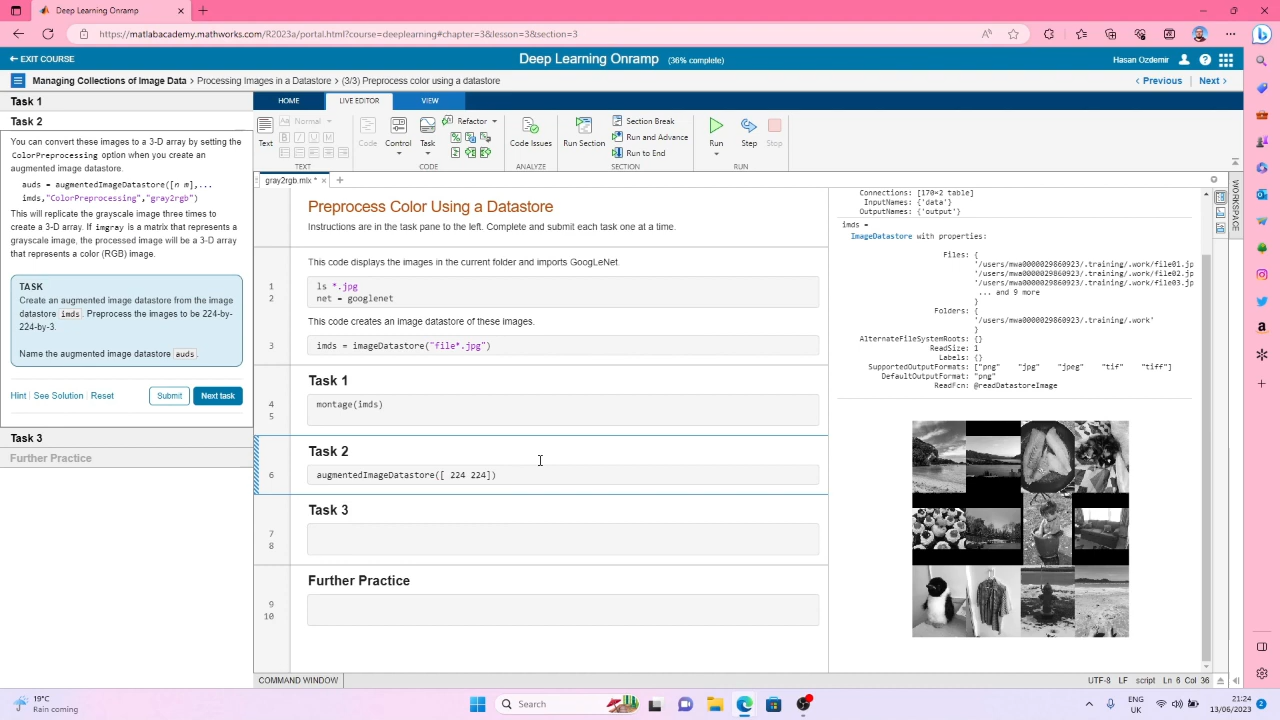 Deep Learning Onramp
https://matlabacademy.mathworks.com/R2023a/portal.html?course=deeplearning#chapter=3&lesson=3&section=3
EXIT COURSE
Deep Learning Onramp (36% complete)
Hasan Ozdemir
Managing Collections of Image Data > Processing Images in a Datastore > (3/3) Preprocess color using a datastore
Previous
Next
Task 1
Task 2
You can convert these images to a 3-D array by setting the
ColorPreprocessing option when you create an
augmented image datastore.
auds = augmentedImageDatastore([n m],...
imds,"ColorPreprocessing","gray2rgb")
This will replicate the grayscale image three times to
create a 3-D array. If imgray is a matrix that represents a
grayscale image, the processed image will be a 3-D array
that represents a color (RGB) image.
TASK
Create an augmented image datastore from the image
datastore imds. Preprocess the images to be 224-by-
224-by-3.
Name the augmented image datastore auds.
Hint See Solution Reset Submit Next task
Task 3
Further Practice
HOME LIVE EDITOR VIEW
Text
Aa Normal
B I U M
TEXT
Code Control Task
Refactor
CODE
Code Issues
ANALYZE
Run Section
Section Break
Run and Advance
Run to End
SECTION
Run Step Stop
RUN
gray2rgb.mlx *
Preprocess Color Using a Datastore
Instructions are in the task pane to the left. Complete and submit each task one at a time.
This code displays the images in the current folder and imports GoogLeNet.
1 ls *.jpg
2 net = googlenet
This code creates an image datastore of these images.
3 imds = imageDatastore("file*.jpg")
Task 1
4 montage(imds)
5
Task 2
6 augmentedImageDatastore([ 224 224])
Task 3
7
8
Further Practice
9
10
Connections: [170×2 table]
InputNames: {'data'}
OutputNames: {'output'}
imds =
ImageDatastore with properties:
Files: {
'/users/mwa0000029860923/.training/.work/file01.jp
'/users/mwa0000029860923/.training/.work/file02.jp
'/users/mwa0000029860923/.training/.work/file03.jp
... and 9 more
}
Folders: {
'/users/mwa0000029860923/.training/.work'
}
AlternateFileSystemRoots: {}
ReadSize: 1
Labels: {}
SupportedOutputFormats: ["png" "jpg" "jpeg" "tif" "tiff"]
DefaultOutputFormat: "png"
ReadFcn: @readDatastoreImage
WORKSPACE
COMMAND WINDOW
UTF-8 LF script Ln 6 Col 36
19°C
Rain coming
Search
ENG
UK
21:24
13/06/2023
2